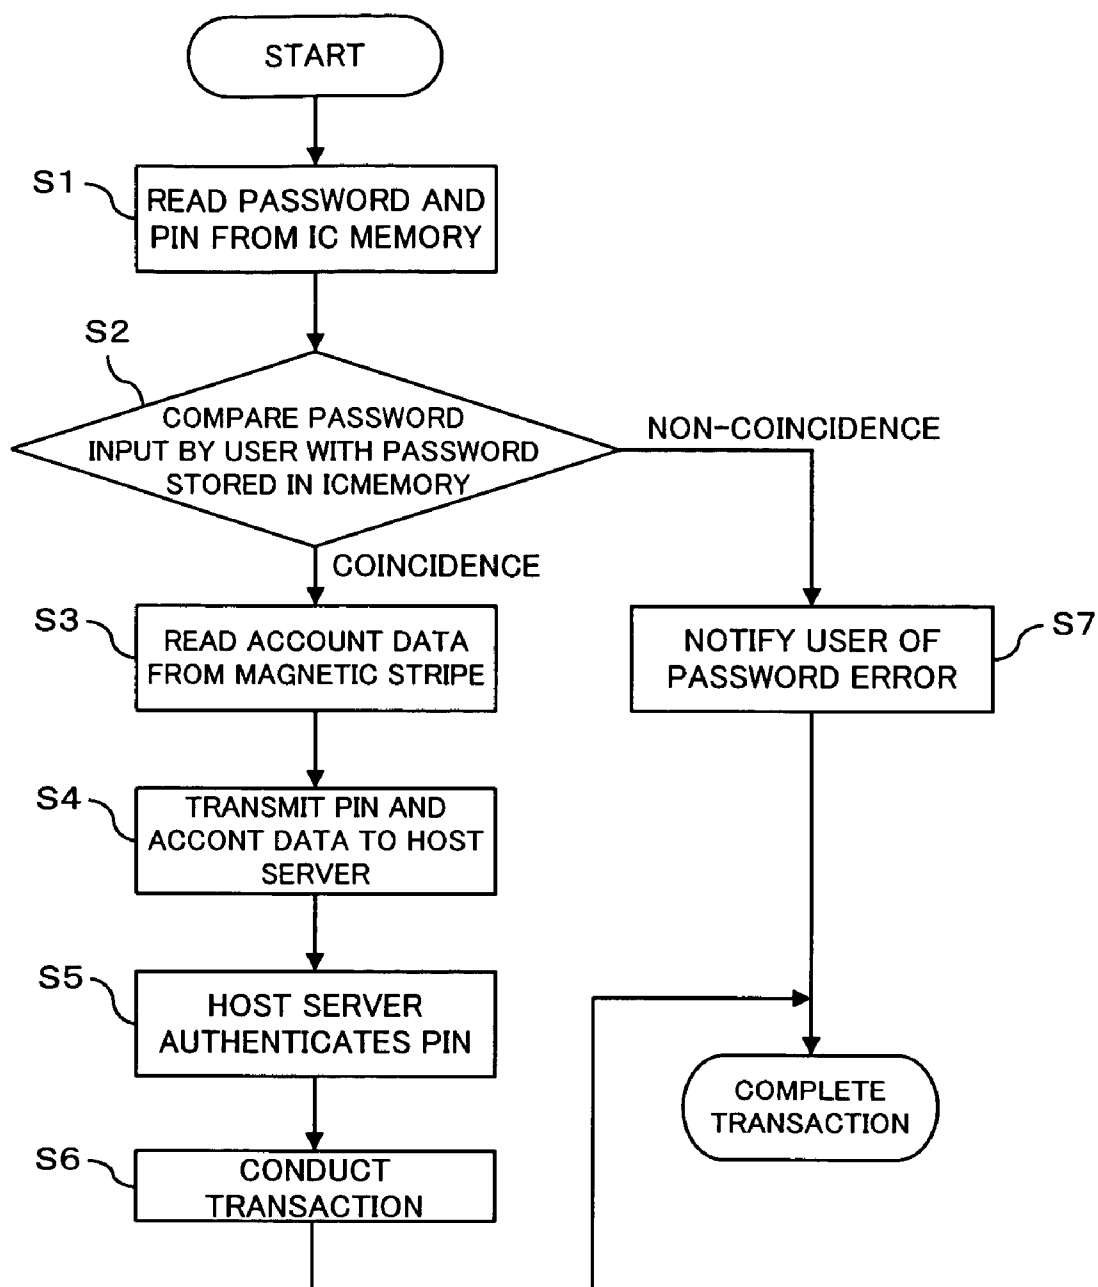 START
S1
READ PASSWORD AND
PIN FROM IC MEMORY
S2
COMPARE PASSWORD
INPUT BY USER WITH PASSWORD
STORED IN ICMEMORY
NON-COINCIDENCE
COINCIDENCE
S3
READ ACCOUNT DATA
FROM MAGNETIC STRIPE
S7
NOTIFY USER OF
PASSWORD ERROR
S4
TRANSMIT PIN AND
ACCONT DATA TO HOST
SERVER
S5
HOST SERVER
AUTHENTICATES PIN
S6
CONDUCT
TRANSACTION
COMPLETE
TRANSACTION